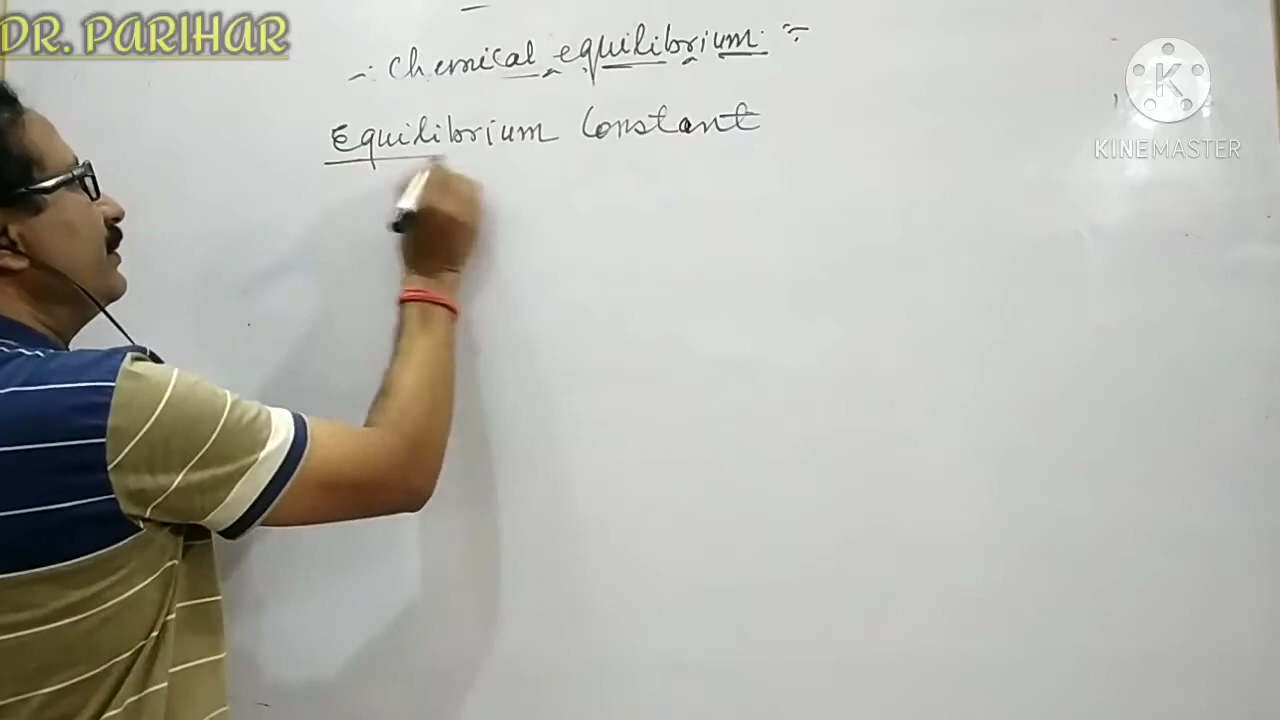 DR. PARIHAR
-: Chemical equilibrium :-
Equilibrium Constant
K
KINEMASTER